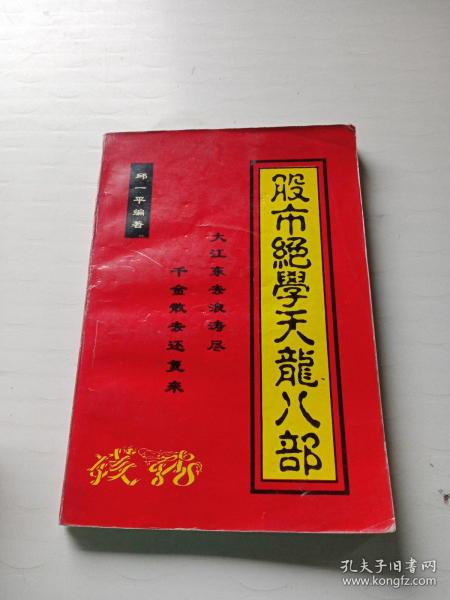 股市絕學天龍八部
大江东去浪涛尽
千金散去还复来
邱一平编著
孔夫子旧书网
www.kongfz.com